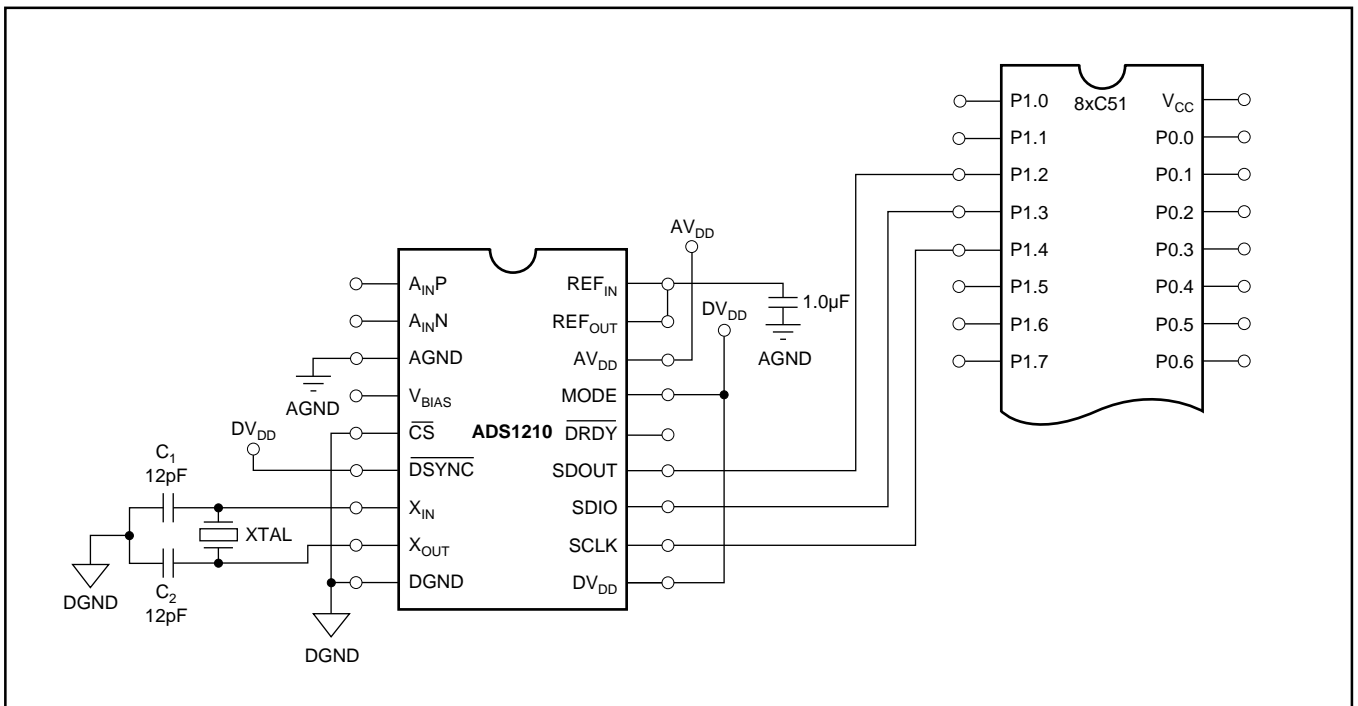 P1.0 8xC51 VCC
P1.1 P0.0
P1.2 P0.1
P1.3 P0.2
P1.4 P0.3
P1.5 P0.4
P1.6 P0.5
P1.7 P0.6
AVDD
AINP REFIN
1.0µF
DVDD
AINN REFOUT
AGND AVDD
AGND
VBIAS MODE
AGND
DVDD
CS ADS1210 DRDY
DSYNC SDOUT
C1
12pF
XIN SDIO
XTAL
XOUT SCLK
DGND DVDD
C2
12pF
DGND
DGND